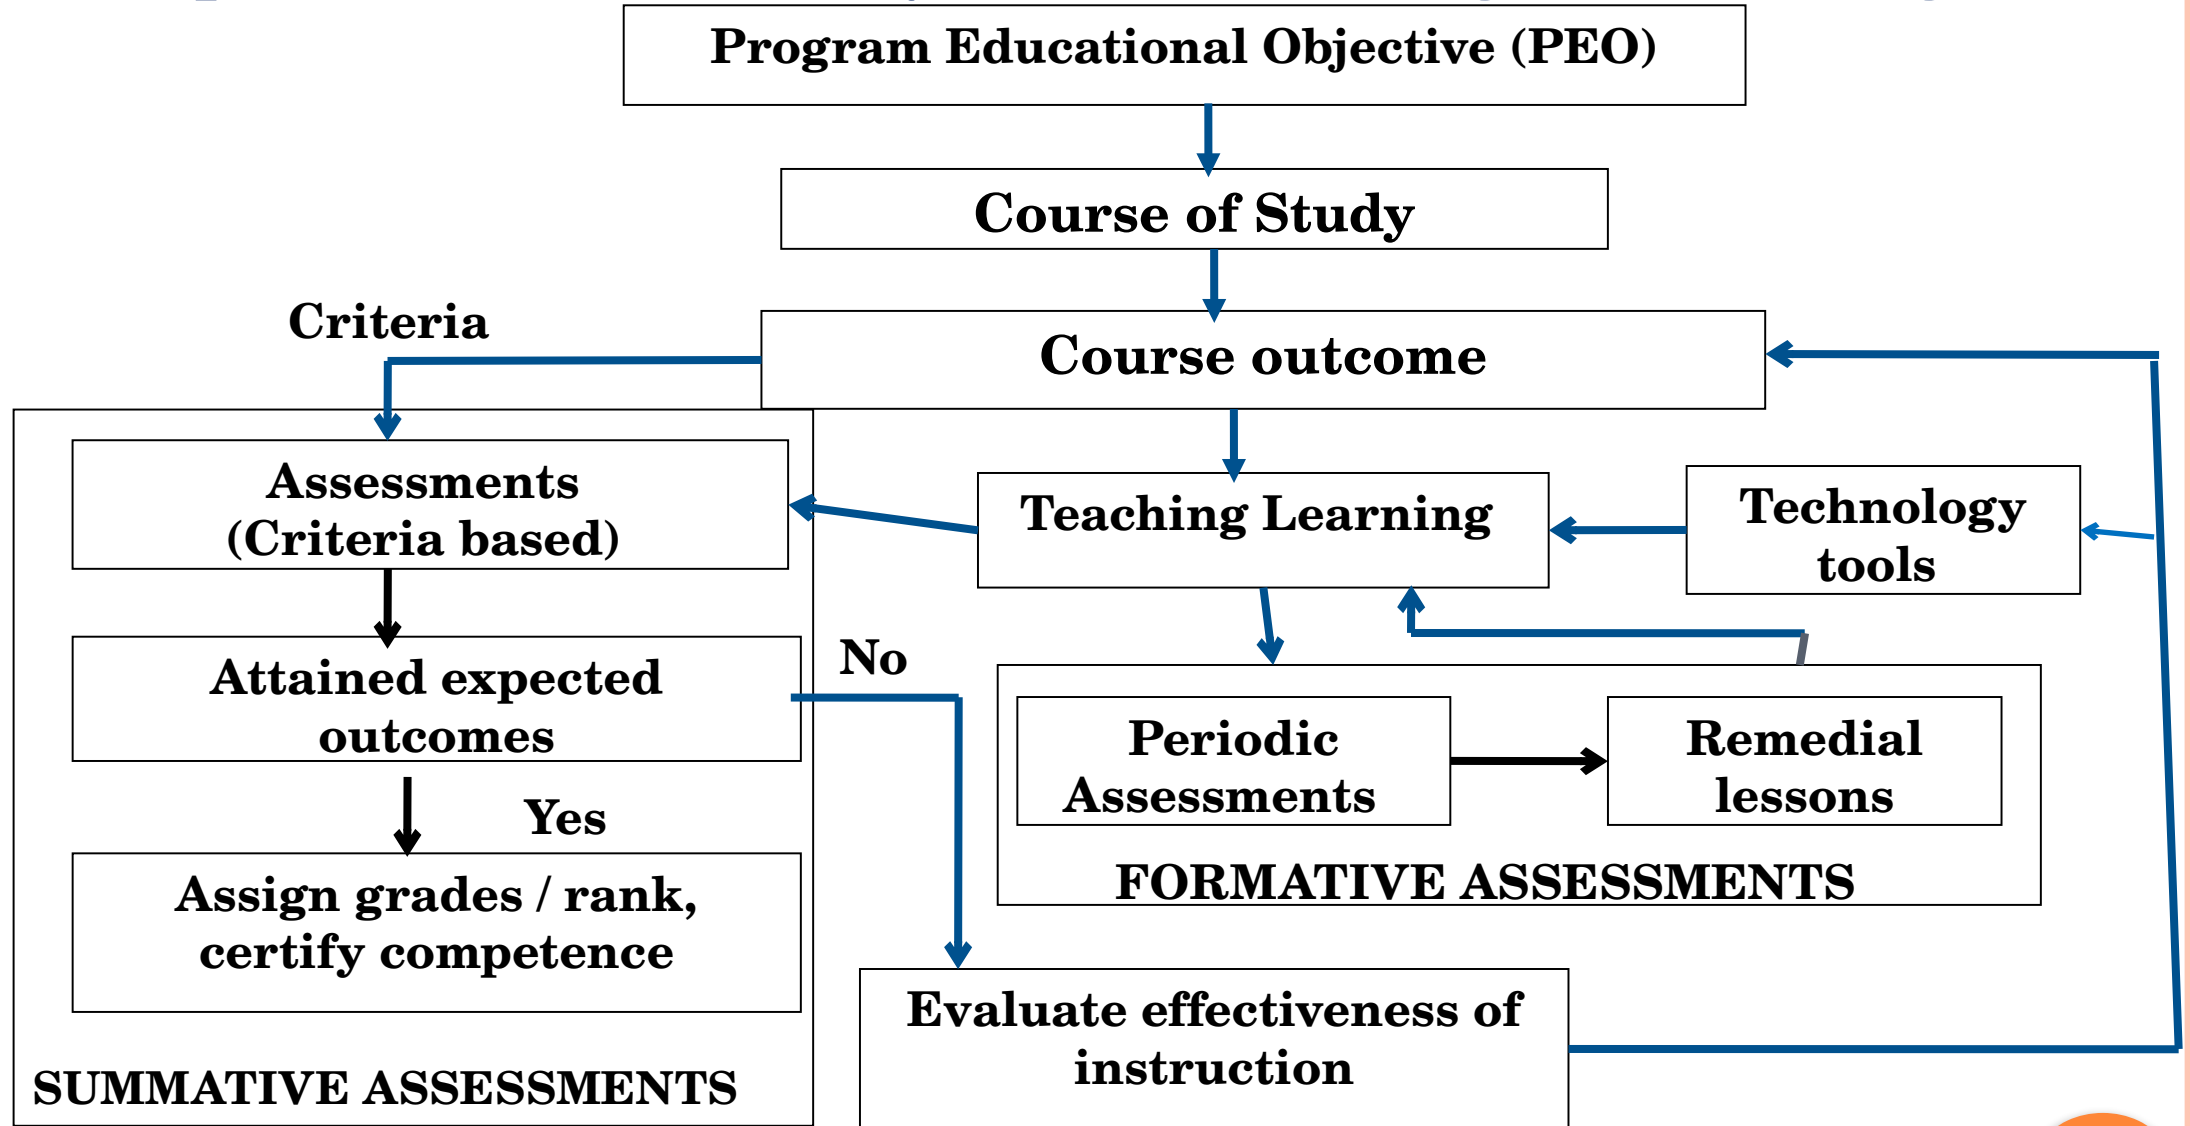 Program Educational Objective (PEO)
Course of Study
Criteria
Course outcome
Assessments
(Criteria based)
Teaching Learning
Technology
tools
Attained expected
outcomes
No
Periodic
Assessments
Remedial
lessons
Yes
FORMATIVE ASSESSMENTS
Assign grades / rank,
certify competence
Evaluate effectiveness of
instruction
SUMMATIVE ASSESSMENTS